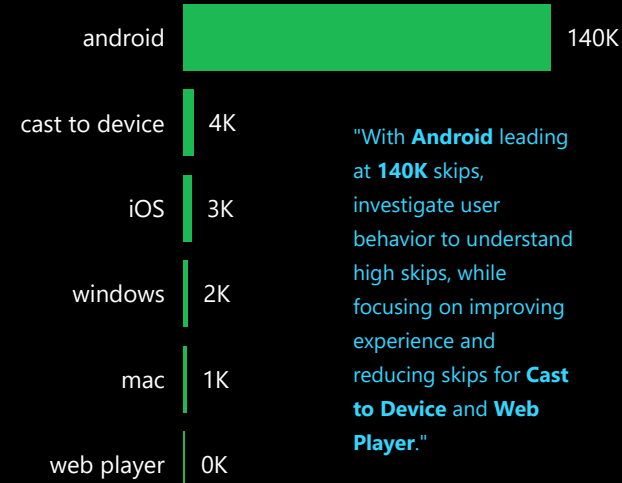 android 140K
cast to device 4K
iOS 3K
windows 2K
mac 1K
web player 0K
"With Android leading
at 140K skips,
investigate user
behavior to understand
high skips, while
focusing on improving
experience and
reducing skips for Cast
to Device and Web
Player."